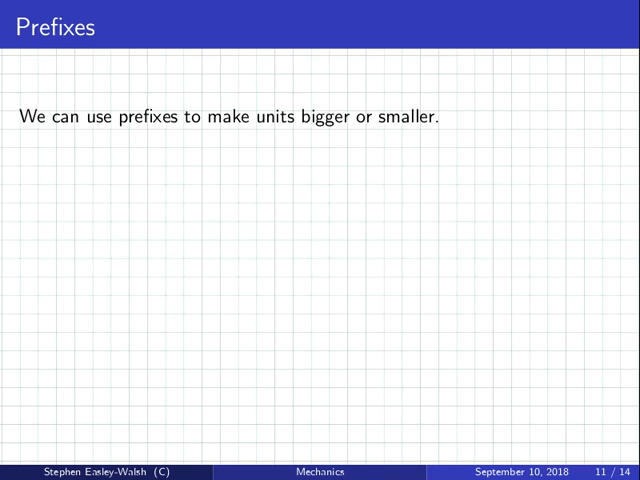 Prefixes
We can use prefixes to make units bigger or smaller.
Stephen Easley-Walsh (C) Mechanics September 10, 2018 11 / 14